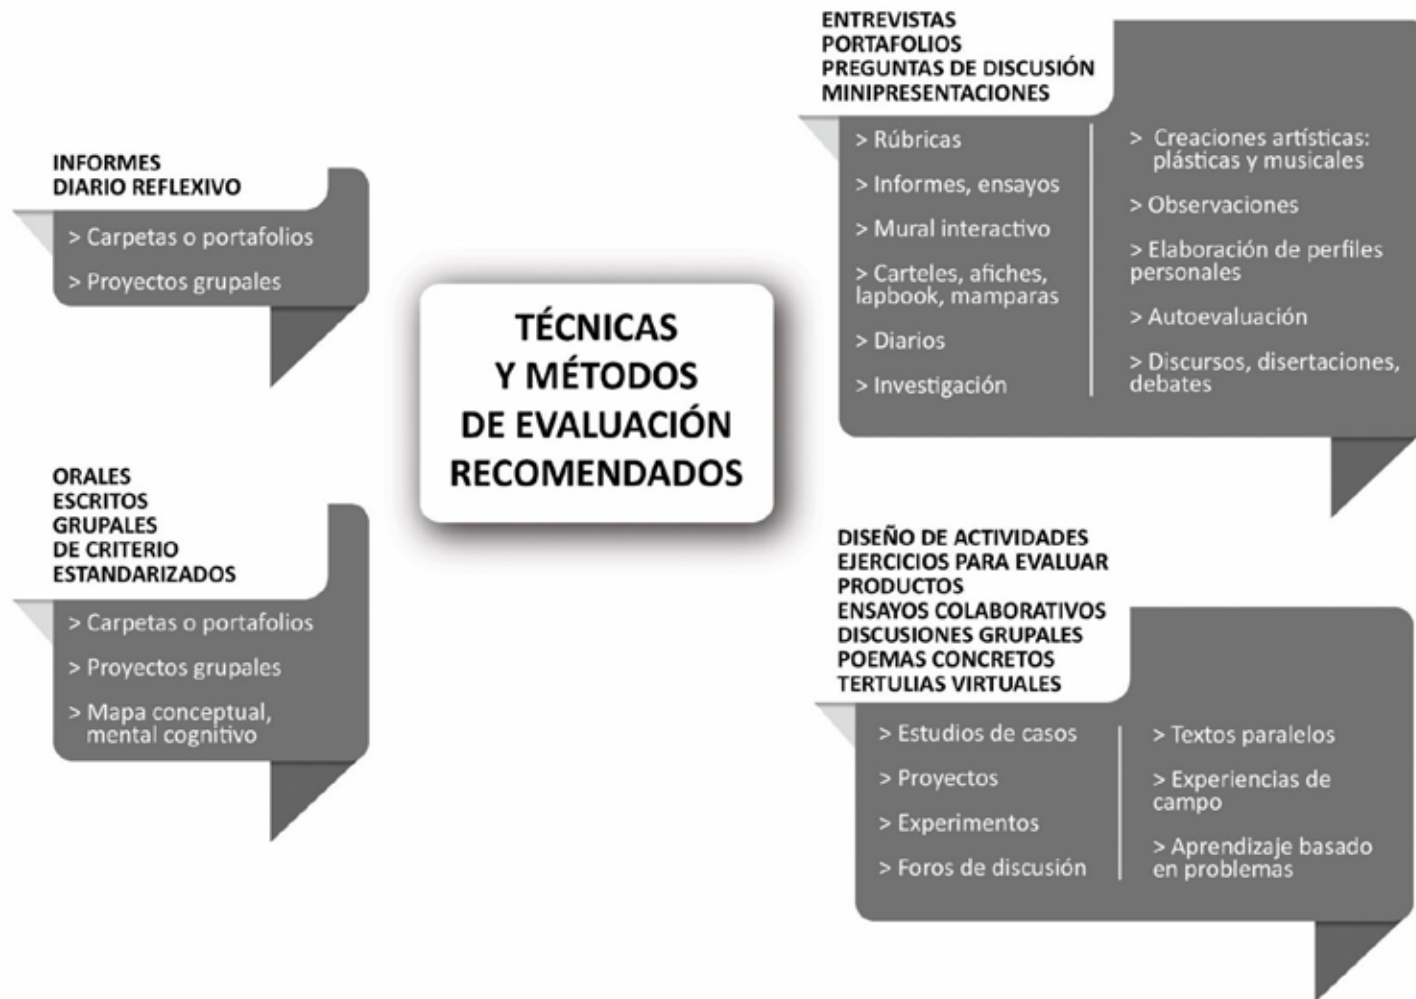 INFORMES
DIARIO REFLEXIVO
> Carpetas o portafolios
> Proyectos grupales
ORALES
ESCRITOS
GRUPALES
DE CRITERIO
ESTANDARIZADOS
> Carpetas o portafolios
> Proyectos grupales
> Mapa conceptual,
mental cognitivo
TÉCNICAS
Y MÉTODOS
DE EVALUACIÓN
RECOMENDADOS
ENTREVISTAS
PORTAFOLIOS
PREGUNTAS DE DISCUSIÓN
MINIPRESENTACIONES
> Rúbricas
> Informes, ensayos
> Mural interactivo
> Carteles, afiches,
lapbook, mamparas
> Diarios
> Investigación
> Creaciones artísticas:
plásticas y musicales
> Observaciones
> Elaboración de perfiles
personales
> Autoevaluación
> Discursos, disertaciones,
debates
DISEÑO DE ACTIVIDADES
EJERCICIOS PARA EVALUAR
PRODUCTOS
ENSAYOS COLABORATIVOS
DISCUSIONES GRUPALES
POEMAS CONCRETOS
TERTULIAS VIRTUALES
> Estudios de casos
> Proyectos
> Experimentos
> Foros de discusión
> Textos paralelos
> Experiencias de
campo
> Aprendizaje basado
en problemas